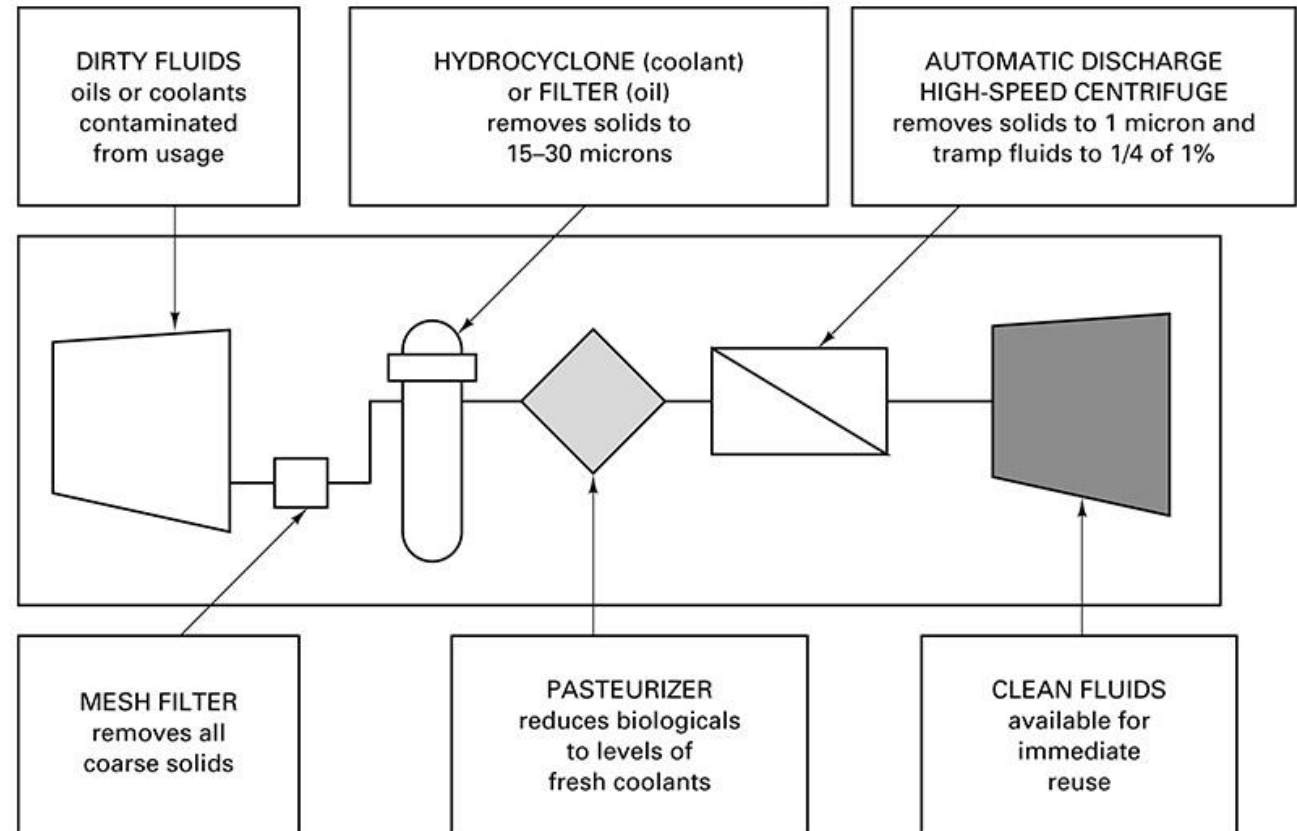 DIRTY FLUIDS
oils or coolants
contaminated
from usage
HYDROCYCLONE (coolant)
or FILTER (oil)
removes solids to
15–30 microns
AUTOMATIC DISCHARGE
HIGH-SPEED CENTRIFUGE
removes solids to 1 micron and
tramp fluids to 1/4 of 1%
MESH FILTER
removes all
coarse solids
PASTEURIZER
reduces biologicals
to levels of
fresh coolants
CLEAN FLUIDS
available for
immediate
reuse